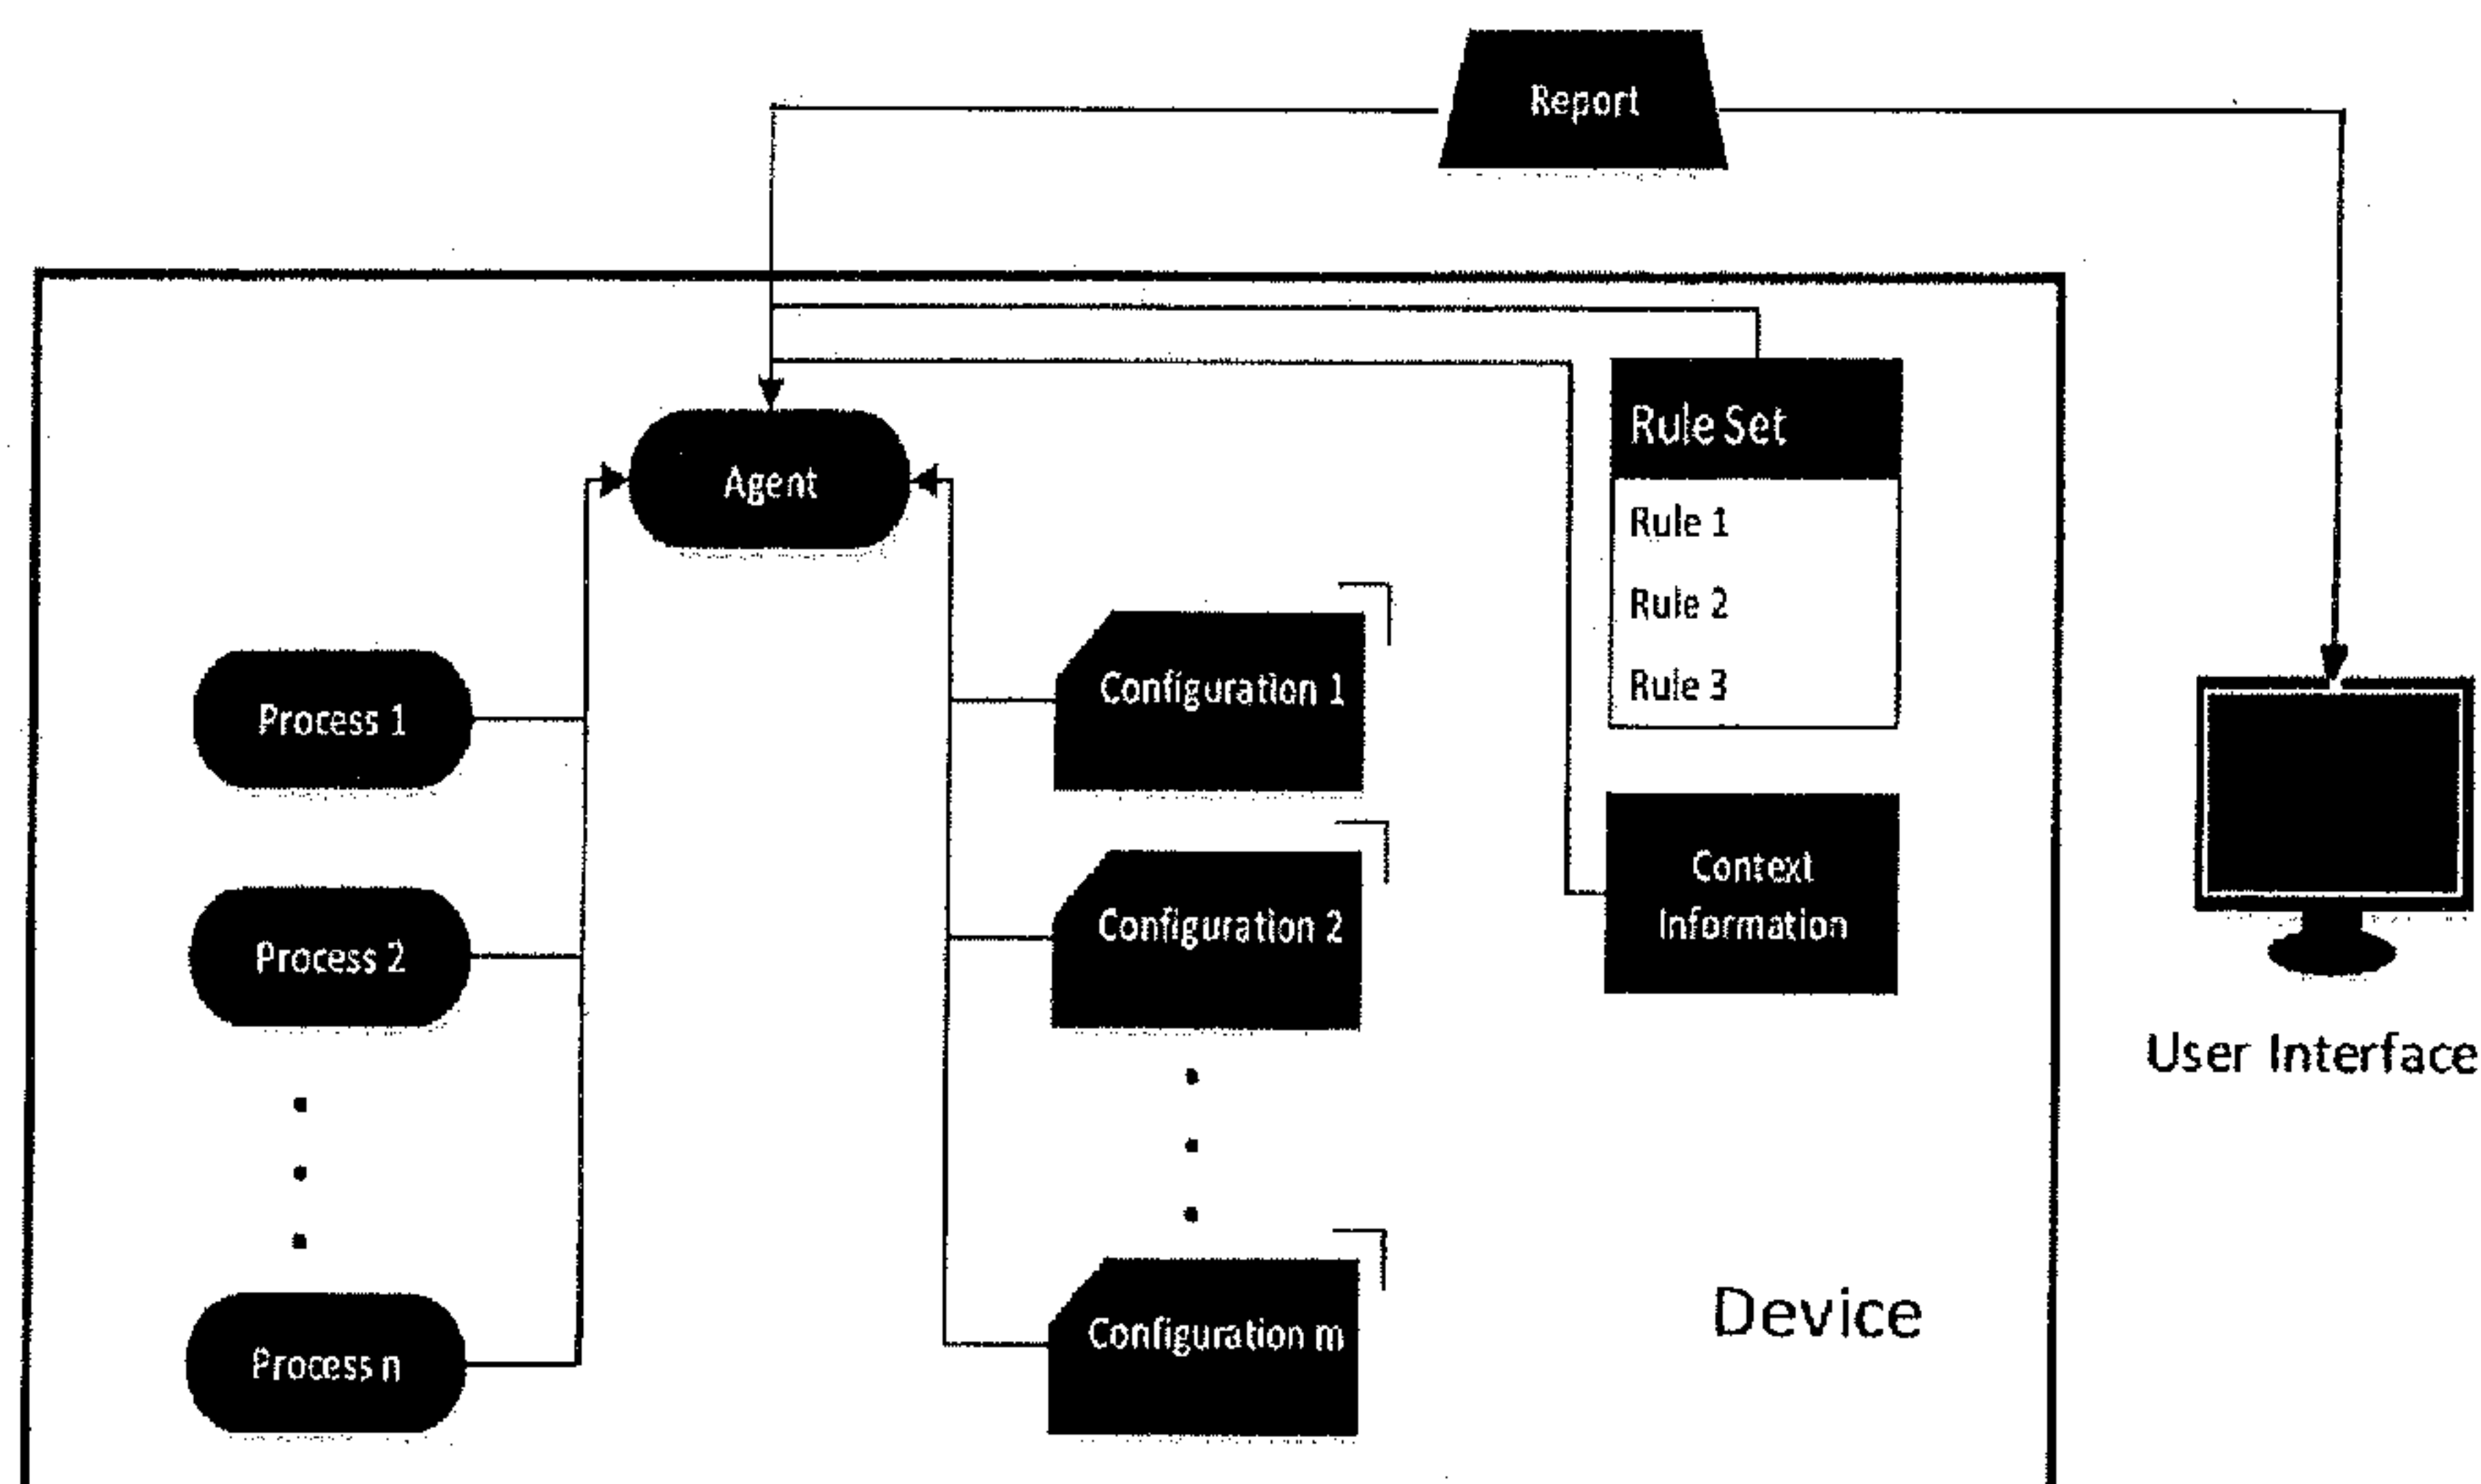 Report
Agent
Rule Set
Rule 1
Rule 2
Rule 3
Process 1
Configuration 1
Process 2
Configuration 2
Context
Information
User Interface
Process n
Configuration m
Device